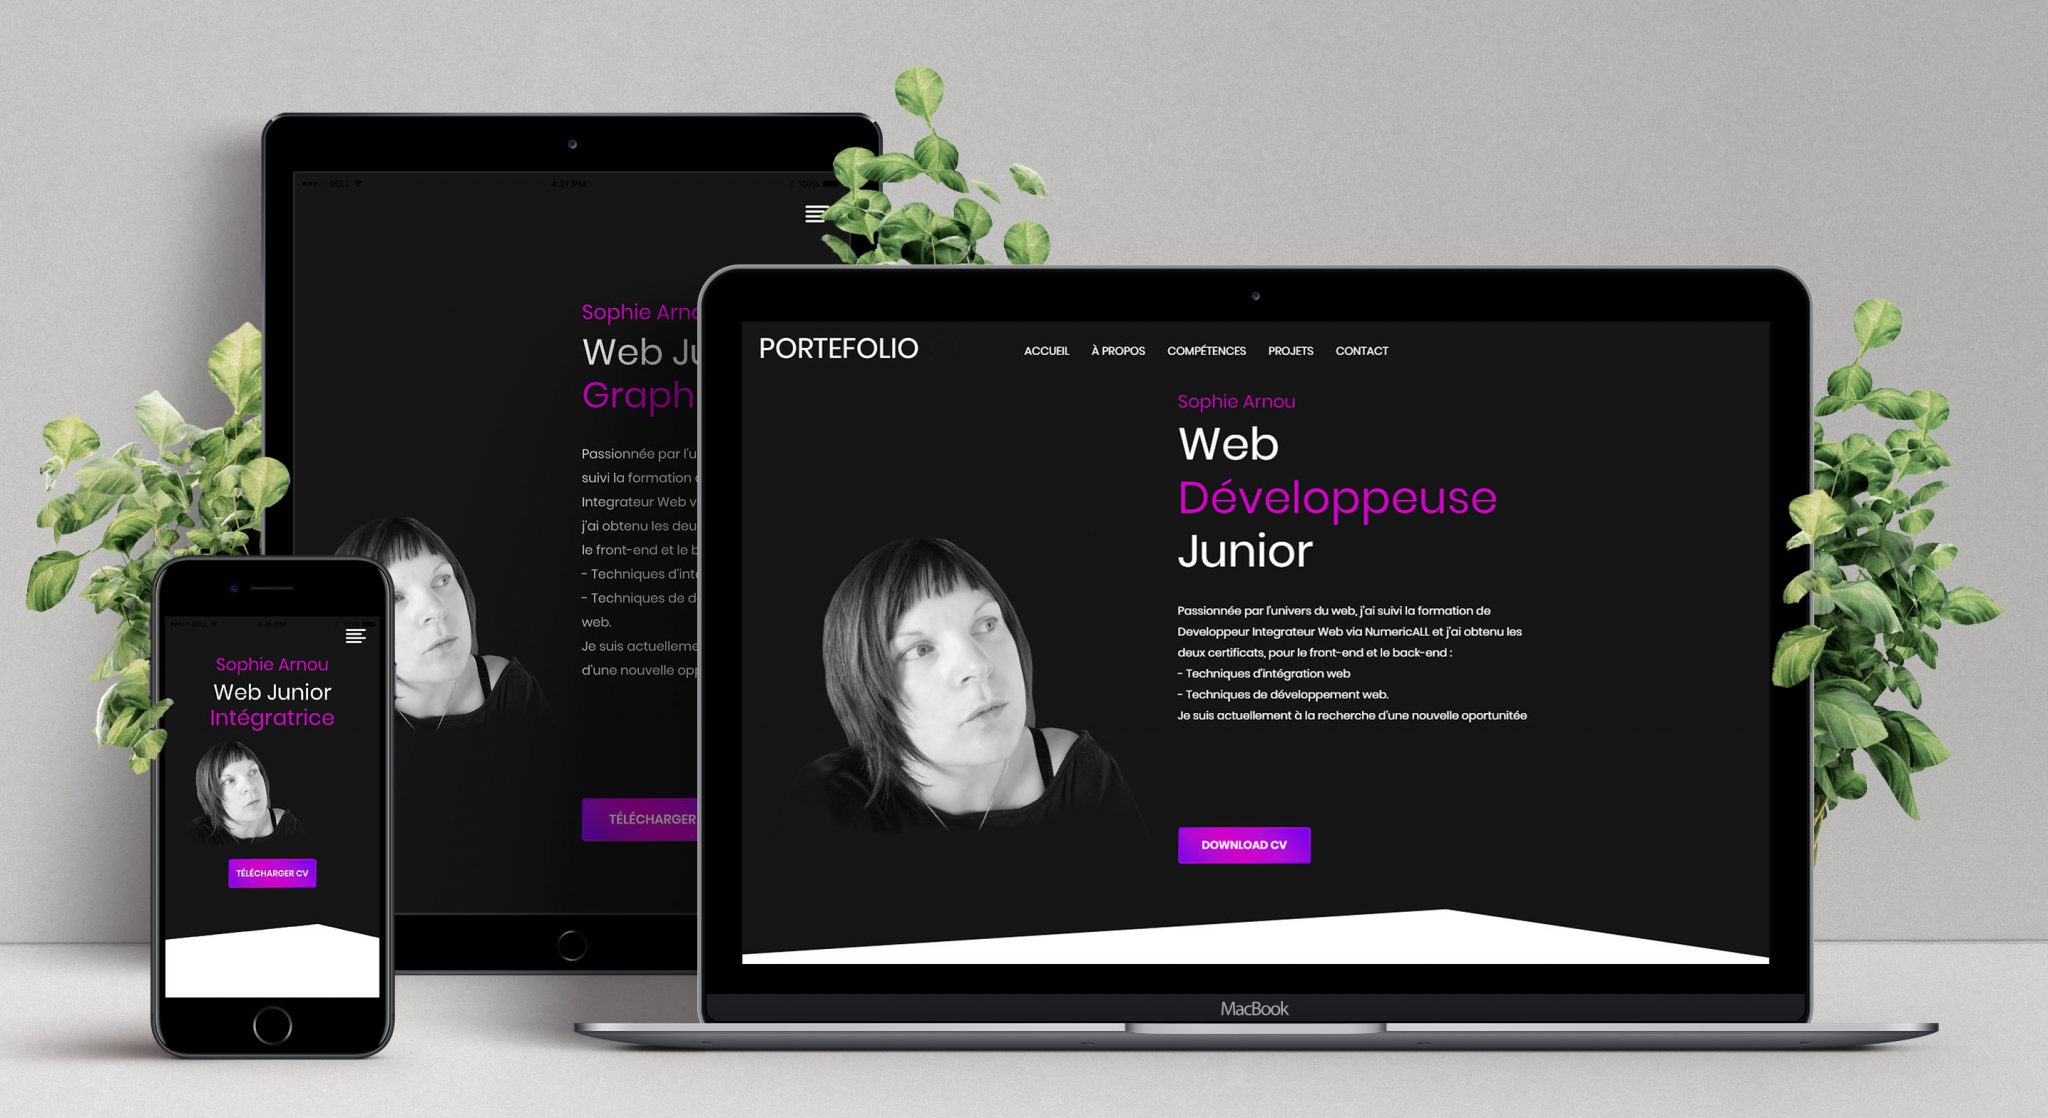 BELL
4:21 PM
100%
Sophie Arno
Web Ju
Graph
Passionnée par l'u
suivi la formation
Integrateur Web v
j'ai obtenu les deu
le front-end et le b
- Techniques d'int
- Techniques de d
web.
Je suis actuelleme
d'une nouvelle opp
TÉLÉCHARGER
BELL
4:21 PM
100%
Sophie Arnou
Web Junior
Intégratrice
TÉLÉCHARGER CV
PORTEFOLIO
ACCUEIL À PROPOS COMPÉTENCES PROJETS CONTACT
Sophie Arnou
Web
Développeuse
Junior
Passionnée par l'univers du web, j'ai suivi la formation de
Developpeur Integrateur Web via NumericALL et j'ai obtenu les
deux certificats, pour le front-end et le back-end :
- Techniques d'intégration web
- Techniques de développement web.
Je suis actuellement à la recherche d'une nouvelle oportunitée
DOWNLOAD CV
MacBook